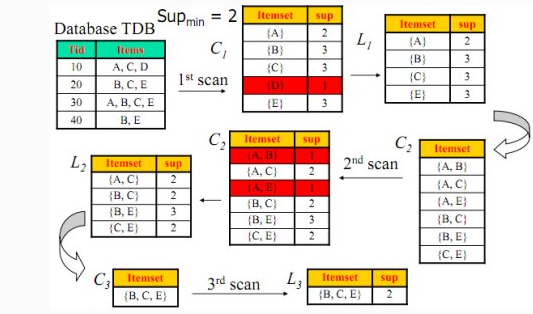 Database TDB
Tid Items
10 A, C, D
20 B, C, E
30 A, B, C, E
40 B, E
Supmin = 2
C1
1st scan
Itemset sup
{A} 2
{B} 3
{C} 3
{D} 1
{E} 3
L1
Itemset sup
{A} 2
{B} 3
{C} 3
{E} 3
C2
Itemset
{A, B}
{A, C}
{A, E}
{B, C}
{B, E}
{C, E}
2nd scan
C2
Itemset sup
{A, B} 1
{A, C} 2
{A, E} 1
{B, C} 2
{B, E} 3
{C, E} 2
L2
Itemset sup
{A, C} 2
{B, C} 2
{B, E} 3
{C, E} 2
C3
Itemset
{B, C, E}
3rd scan
L3
Itemset sup
{B, C, E} 2